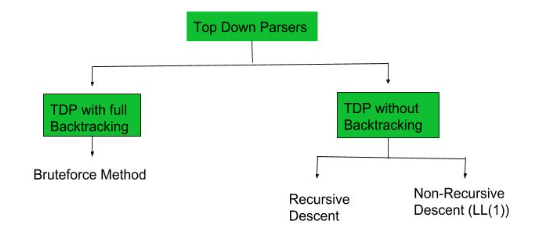 Top Down Parsers
TDP with full
Backtracking
TDP without
Backtracking
Bruteforce Method
Recursive
Descent
Non-Recursive
Descent (LL(1))